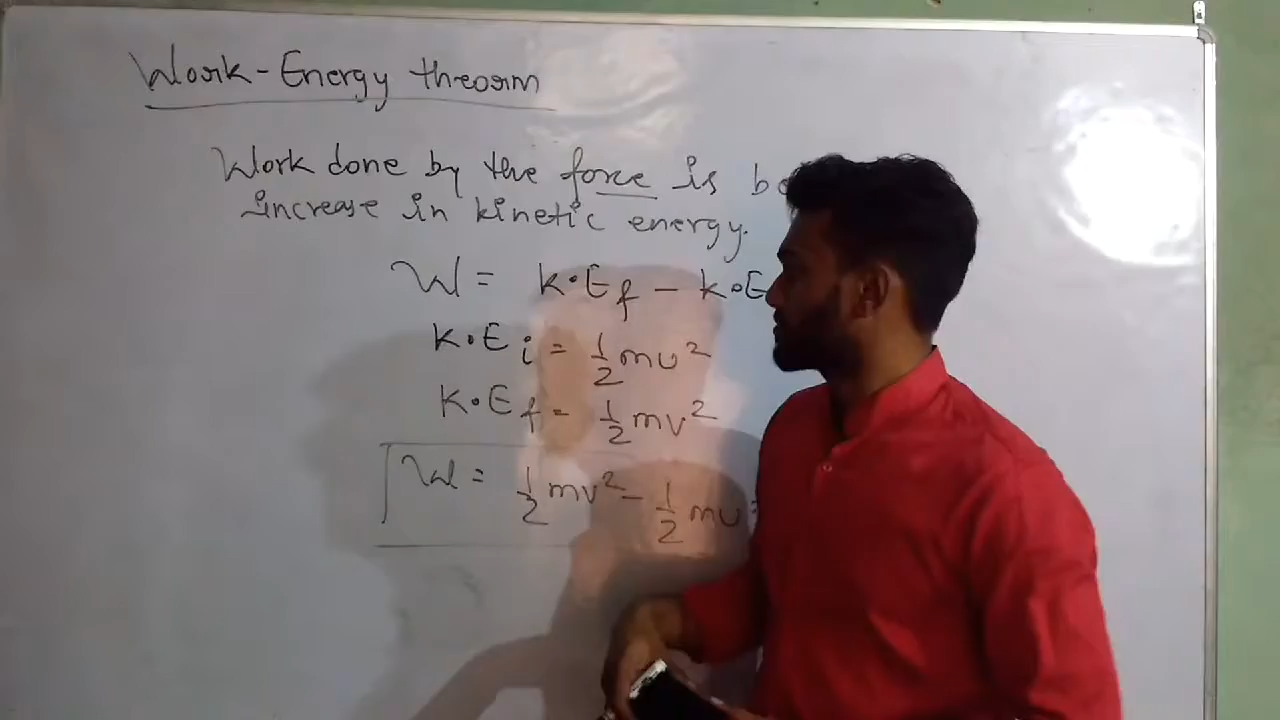 Work-Energy theorm
Work done by the force is
increase in kinetic energy.
W = K.E f - K.E
K.E i = 1/2 mu²
K.E f = 1/2 mv²
W = 1/2 mv² - 1/2 mu